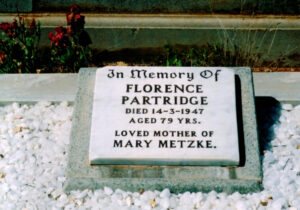 In Memory Of
FLORENCE
PARTRIDGE
DIED 14-3-1947
AGED 79 YRS.
LOVED MOTHER OF
MARY METZKE.